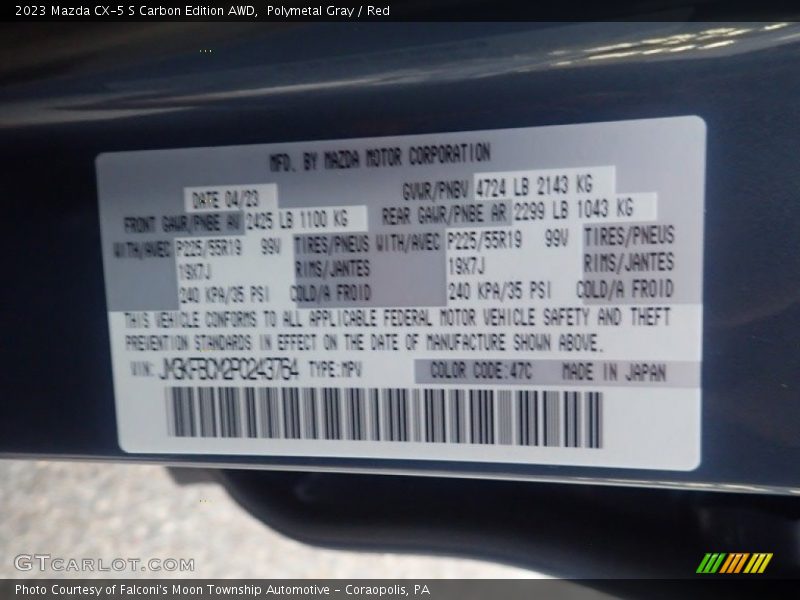 2023 Mazda CX-5 S Carbon Edition AWD, Polymetal Gray / Red
MFD. BY MAZDA MOTOR CORPORATION
DATE 04/23 GVWR/PNBV 4724 LB 2143 KG
FRONT GAWR/PNBE AV 2425 LB 1100 KG REAR GAWR/PNBE AR 2299 LB 1043 KG
WITH/AVEC P225/55R19 99V TIRES/PNEUS WITH/AVEC P225/55R19 99V TIRES/PNEUS
19X7J RIMS/JANTES 19X7J RIMS/JANTES
240 KPA/35 PSI COLD/A FROID 240 KPA/35 PSI COLD/A FROID
THIS VEHICLE CONFORMS TO ALL APPLICABLE FEDERAL MOTOR VEHICLE SAFETY AND THEFT
PREVENTION STANDARDS IN EFFECT ON THE DATE OF MANUFACTURE SHOWN ABOVE.
VIN: JM3KFBCM2P0243764 TYPE:MPV COLOR CODE:47C MADE IN JAPAN
GTCARLOT.COM
Photo Courtesy of Falconi's Moon Township Automotive - Coraopolis, PA